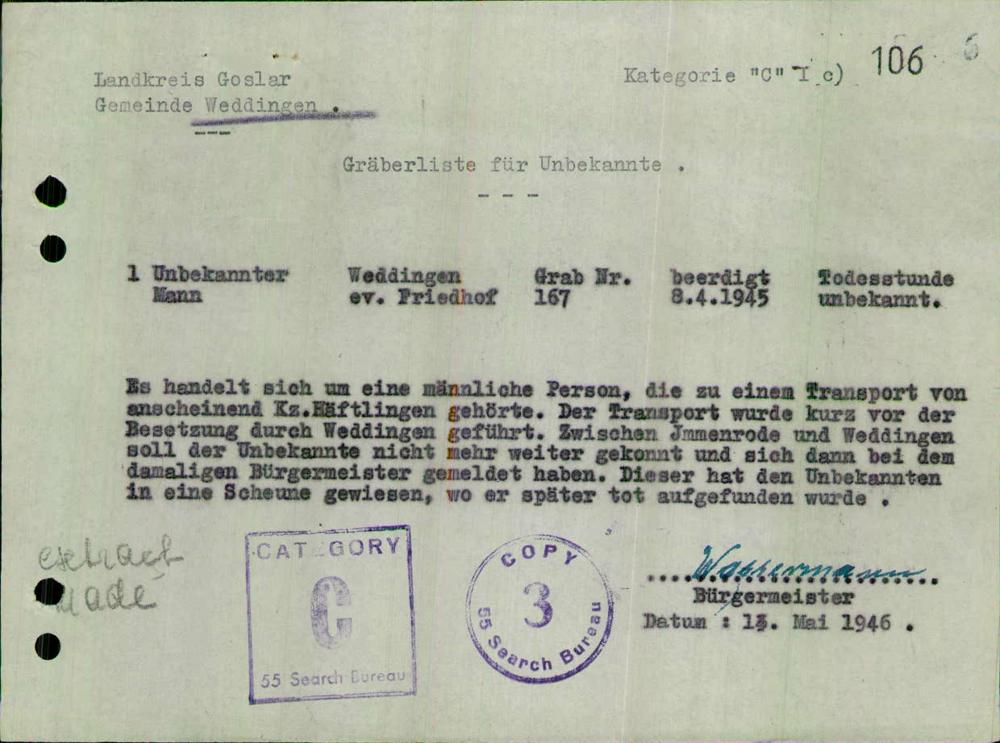 Landkreis Goslar
Gemeinde Weddingen .
Kategorie "C" I c) 106 6
Gräberliste für Unbekannte .
- - -
1 Unbekannter Weddingen Grab Nr. beerdigt Todesstunde
Mann ev. Friedhof 167 8.4.1945 unbekannt.
Es handelt sich um eine männliche Person, die zu einem Transport von
anscheinend Kz.Häftlingen gehörte. Der Transport wurde kurz vor der
Besetzung durch Weddingen geführt. Zwischen Jmmenrode und Weddingen
soll der Unbekannte nicht mehr weiter gekonnt und sich dann bei dem
damaligen Bürgermeister gemeldet haben. Dieser hat den Unbekannten
in eine Scheune gewiesen, wo er später tot aufgefunden wurde .
extract
made
CATEGORY
C
55 Search Bureau
COPY
3
55 Search Bureau
Wassermann
Bürgermeister
Datum : 13. Mai 1946 .